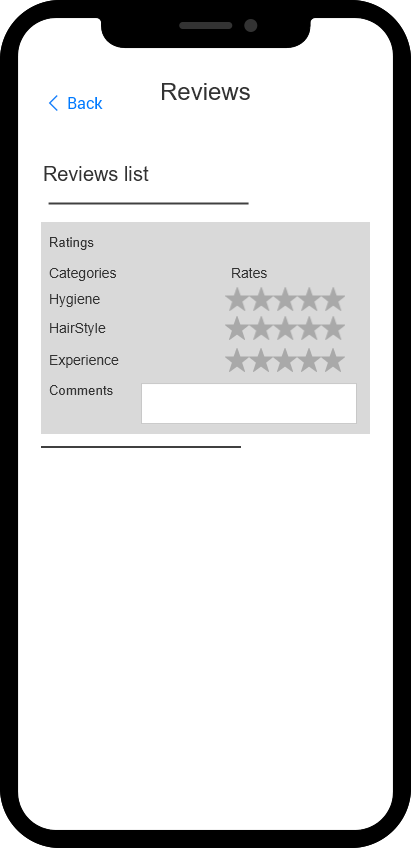 Reviews
Back
Reviews list
Ratings
Categories Rates
Hygiene
HairStyle
Experience
Comments